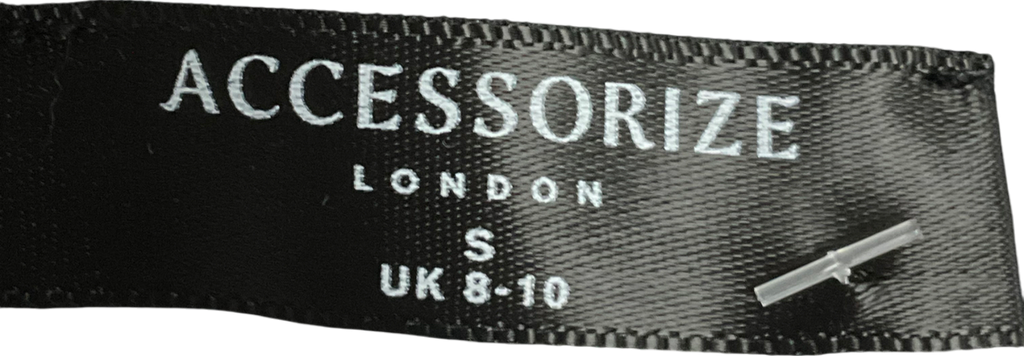 ACCESSORIZE
LONDON
S
UK 8-10